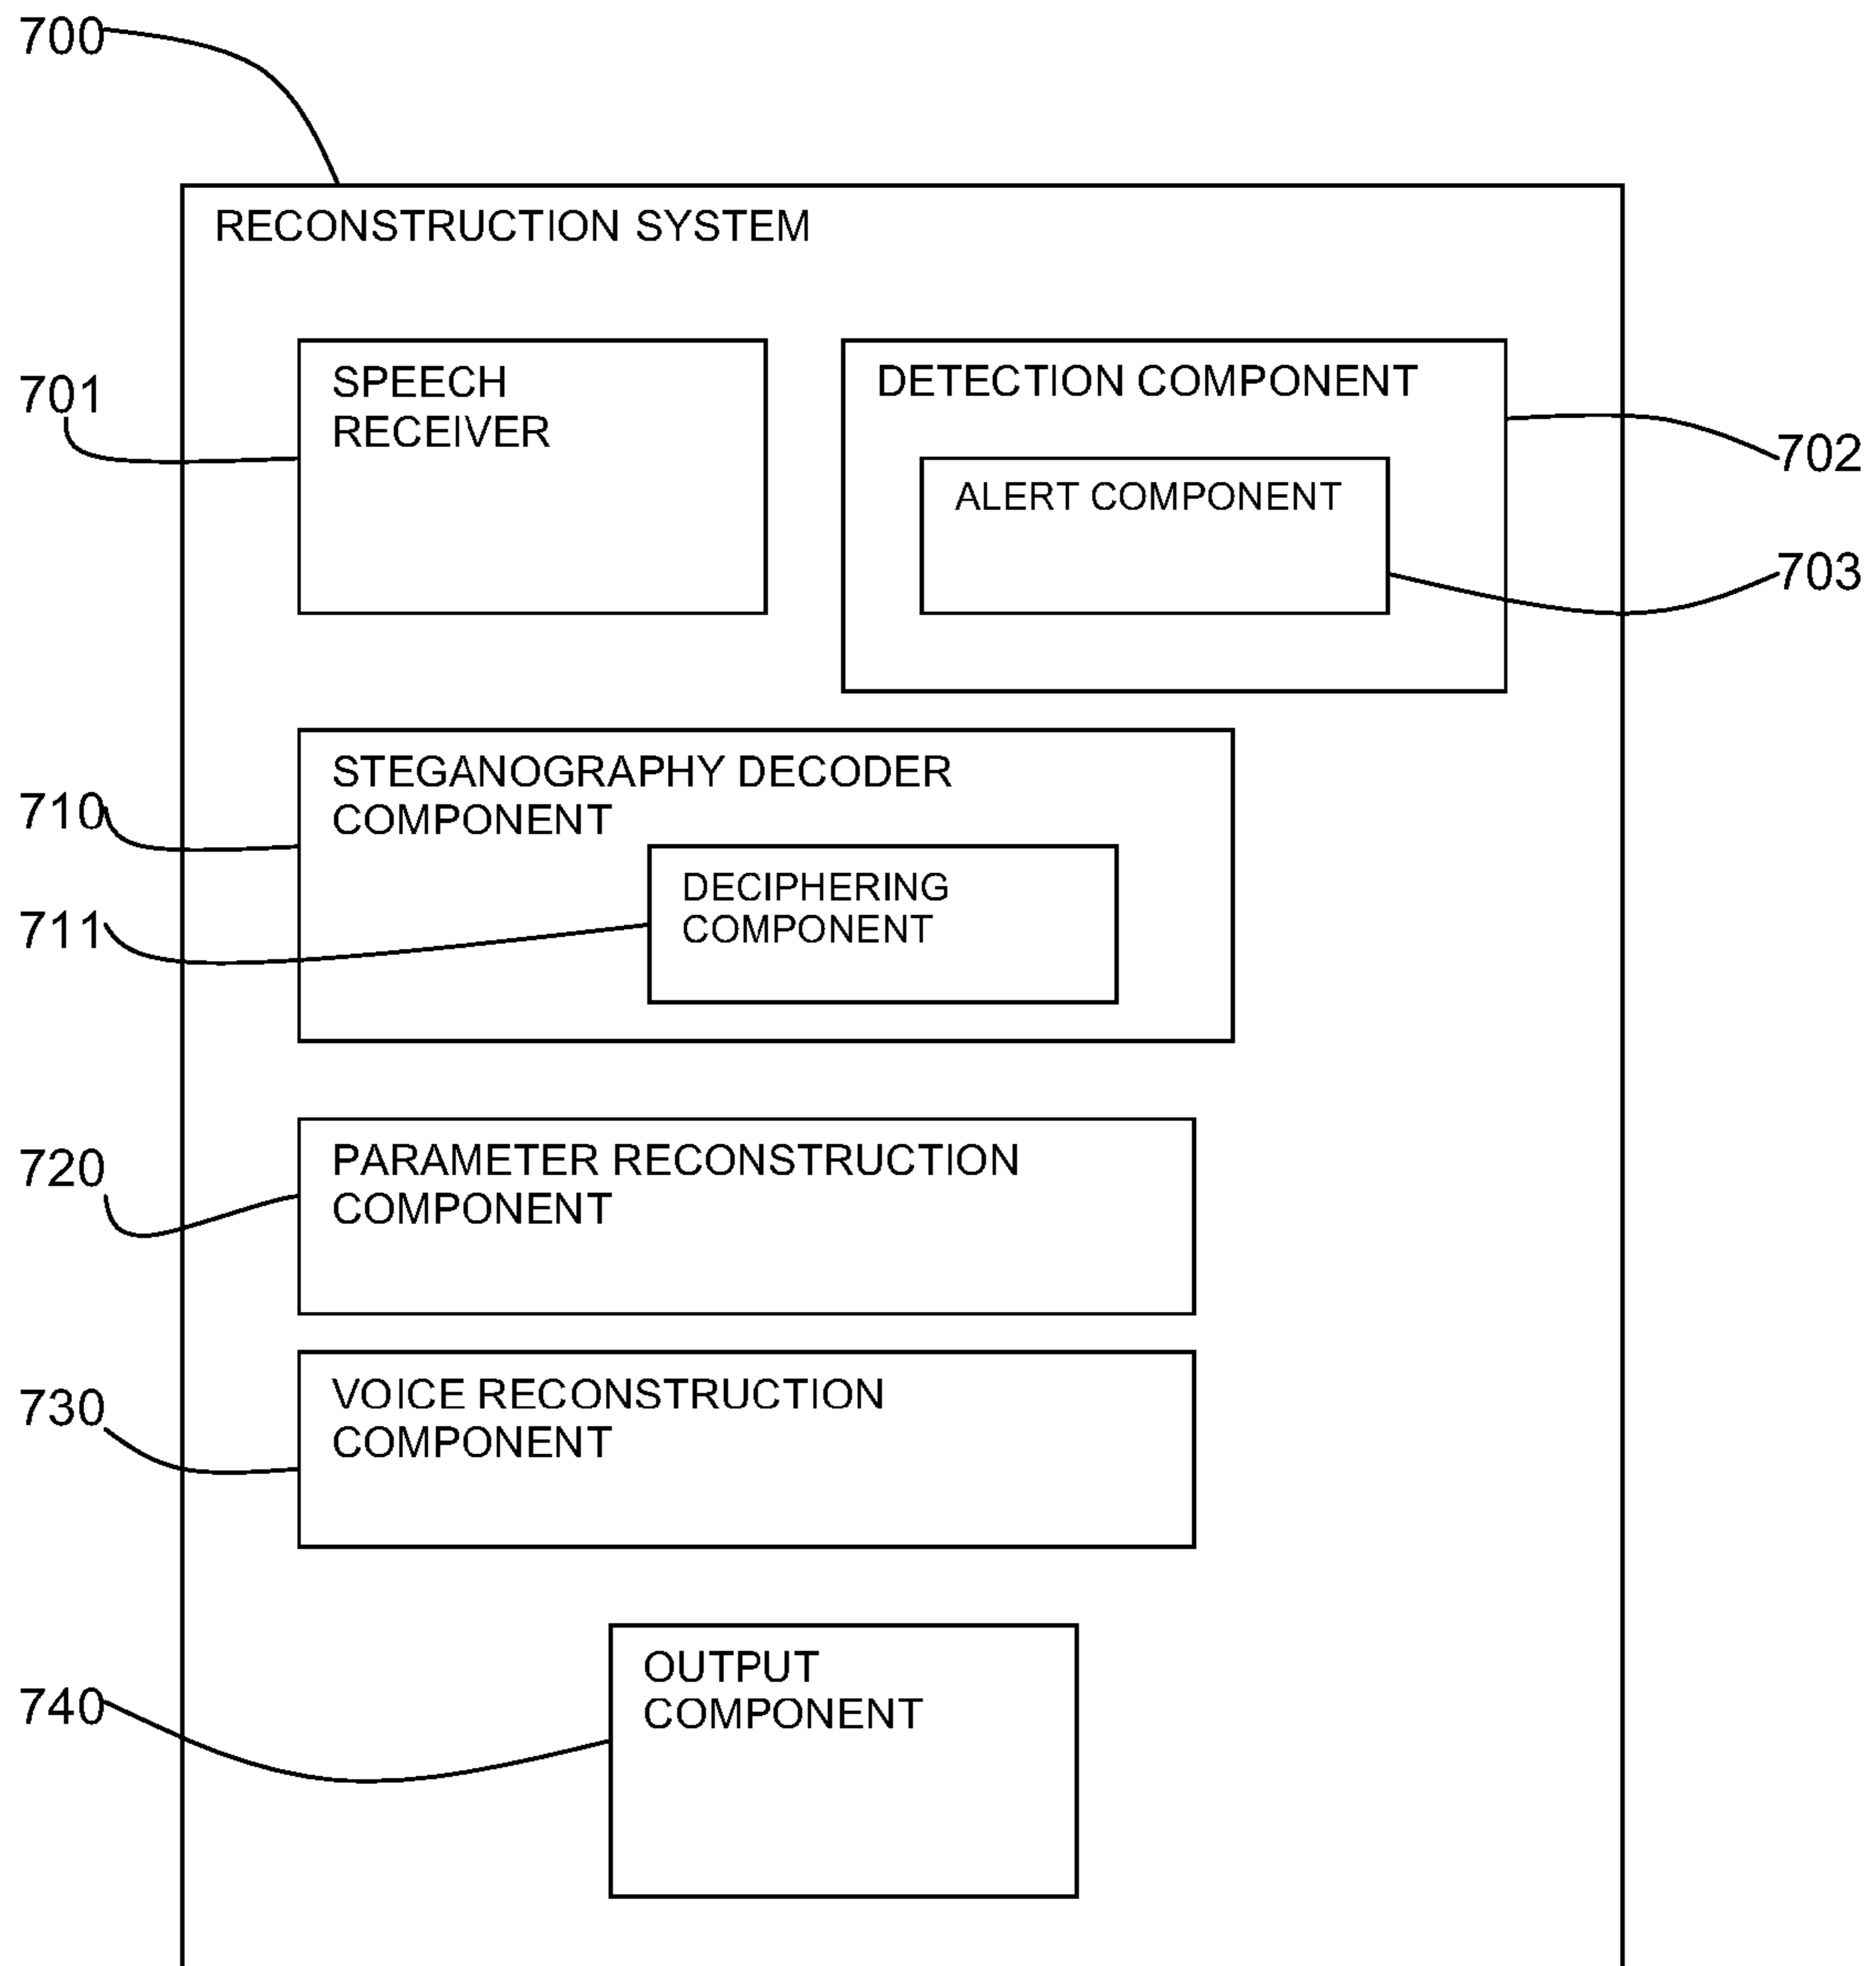 700
RECONSTRUCTION SYSTEM
701
SPEECH
RECEIVER
DETECTION COMPONENT
702
ALERT COMPONENT
703
710
STEGANOGRAPHY DECODER
COMPONENT
711
DECIPHERING
COMPONENT
720
PARAMETER RECONSTRUCTION
COMPONENT
730
VOICE RECONSTRUCTION
COMPONENT
740
OUTPUT
COMPONENT